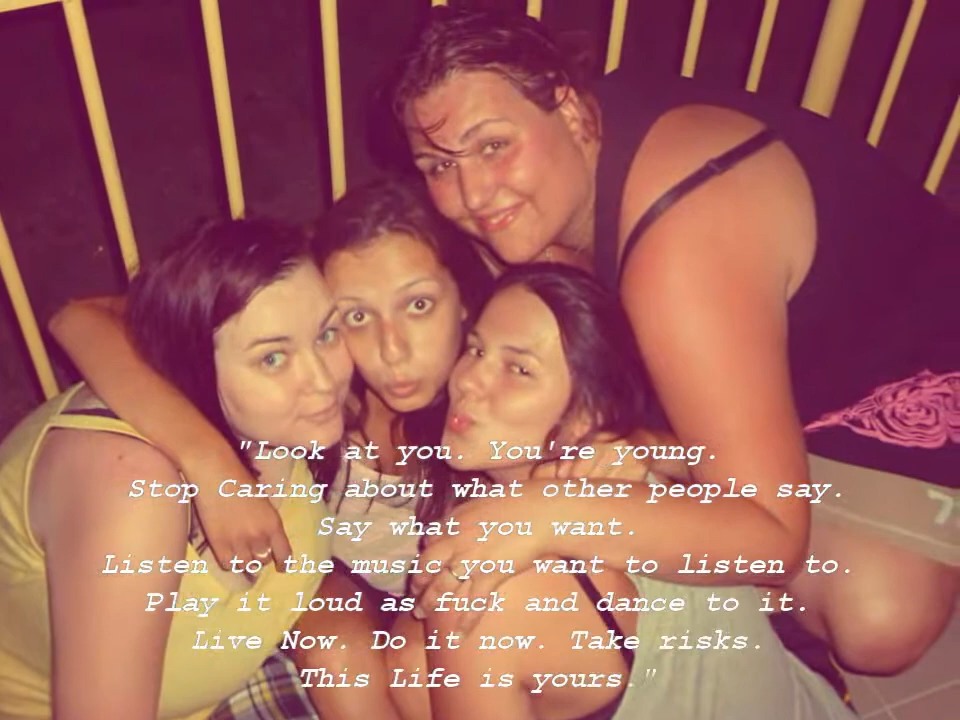 "Look at you. You're young.
Stop Caring about what other people say.
Say what you want.
Listen to the music you want to listen to.
Play it loud as fuck and dance to it.
Live Now. Do it now. Take risks.
This Life is yours."